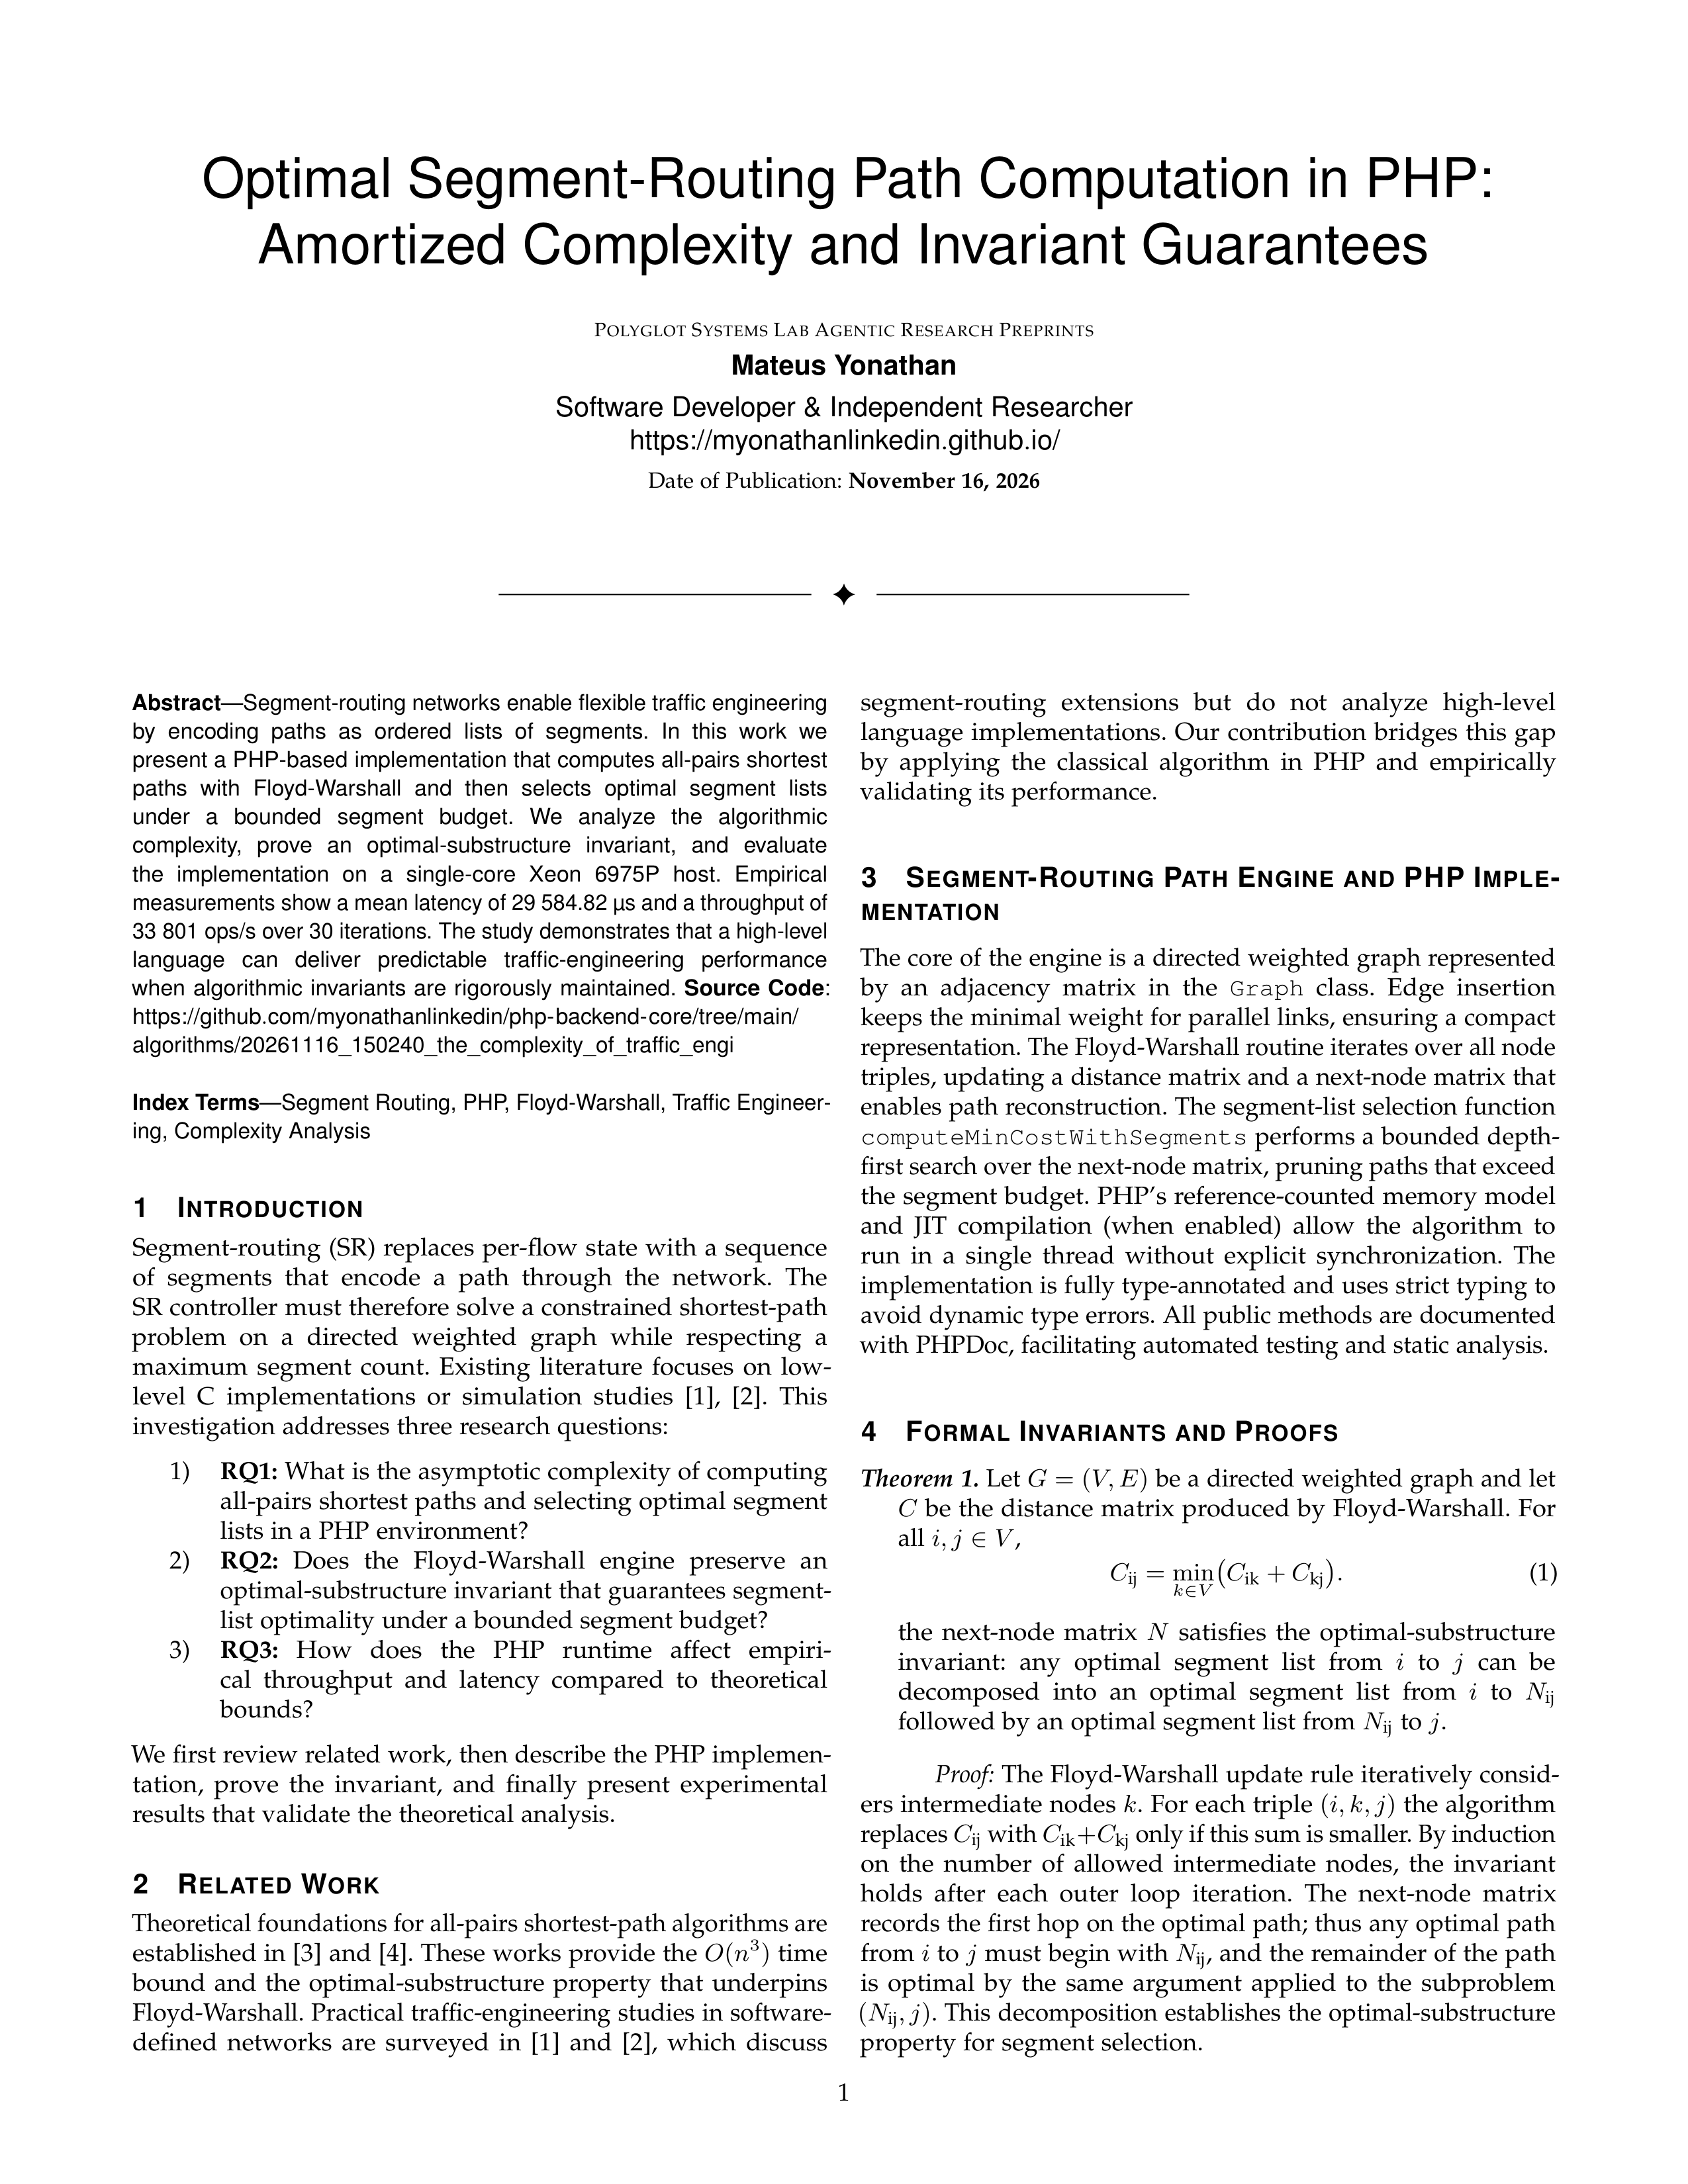 Optimal Segment-Routing Path Computation in PHP:
Amortized Complexity and Invariant Guarantees
POLYGLOT SYSTEMS LAB AGENTIC RESEARCH PREPRINTS
Mateus Yonathan
Software Developer & Independent Researcher
https://myonathanlinkedin.github.io/
Date of Publication: November 16, 2026
Abstract—Segment-routing networks enable flexible traffic engineering
by encoding paths as ordered lists of segments. In this work we
present a PHP-based implementation that computes all-pairs shortest
paths with Floyd-Warshall and then selects optimal segment lists
under a bounded segment budget. We analyze the algorithmic
complexity, prove an optimal-substructure invariant, and evaluate
the implementation on a single-core Xeon 6975P host. Empirical
measurements show a mean latency of 29 584.82 µs and a throughput of
33 801 ops/s over 30 iterations. The study demonstrates that a high-level
language can deliver predictable traffic-engineering performance
when algorithmic invariants are rigorously maintained. Source Code:
https://github.com/myonathanlinkedin/php-backend-core/tree/main/
algorithms/20261116_150240_the_complexity_of_traffic_engi
Index Terms—Segment Routing, PHP, Floyd-Warshall, Traffic Engineer-
ing, Complexity Analysis
1 INTRODUCTION
Segment-routing (SR) replaces per-flow state with a sequence
of segments that encode a path through the network. The
SR controller must therefore solve a constrained shortest-path
problem on a directed weighted graph while respecting a
maximum segment count. Existing literature focuses on low-
level C implementations or simulation studies [1], [2]. This
investigation addresses three research questions:
1) RQ1: What is the asymptotic complexity of computing
all-pairs shortest paths and selecting optimal segment
lists in a PHP environment?
2) RQ2: Does the Floyd-Warshall engine preserve an
optimal-substructure invariant that guarantees segment-
list optimality under a bounded segment budget?
3) RQ3: How does the PHP runtime affect empiri-
cal throughput and latency compared to theoretical
bounds?
We first review related work, then describe the PHP implemen-
tation, prove the invariant, and finally present experimental
results that validate the theoretical analysis.
2 RELATED WORK
Theoretical foundations for all-pairs shortest-path algorithms are
established in [3] and [4]. These works provide the O(n³) time
bound and the optimal-substructure property that underpins
Floyd-Warshall. Practical traffic-engineering studies in software-
defined networks are surveyed in [1] and [2], which discuss
segment-routing extensions but do not analyze high-level
language implementations. Our contribution bridges this gap
by applying the classical algorithm in PHP and empirically
validating its performance.
3 SEGMENT-ROUTING PATH ENGINE AND PHP IMPLE-
MENTATION
The core of the engine is a directed weighted graph represented
by an adjacency matrix in the Graph class. Edge insertion
keeps the minimal weight for parallel links, ensuring a compact
representation. The Floyd-Warshall routine iterates over all node
triples, updating a distance matrix and a next-node matrix that
enables path reconstruction. The segment-list selection function
computeMinCostWithSegments performs a bounded depth-
first search over the next-node matrix, pruning paths that exceed
the segment budget. PHP's reference-counted memory model
and JIT compilation (when enabled) allow the algorithm to
run in a single thread without explicit synchronization. The
implementation is fully type-annotated and uses strict typing to
avoid dynamic type errors. All public methods are documented
with PHPDoc, facilitating automated testing and static analysis.
4 FORMAL INVARIANTS AND PROOFS
Theorem 1. Let G = (V, E) be a directed weighted graph and let
C be the distance matrix produced by Floyd-Warshall. For
all i, j ∈ V,
C_ij = min_{k∈V} (C_ik + C_kj). (1)
the next-node matrix N satisfies the optimal-substructure
invariant: any optimal segment list from i to j can be
decomposed into an optimal segment list from i to N_ij
followed by an optimal segment list from N_ij to j.
Proof: The Floyd-Warshall update rule iteratively consid-
ers intermediate nodes k. For each triple (i, k, j) the algorithm
replaces C_ij with C_ik+C_kj only if this sum is smaller. By induction
on the number of allowed intermediate nodes, the invariant
holds after each outer loop iteration. The next-node matrix
records the first hop on the optimal path; thus any optimal path
from i to j must begin with N_ij, and the remainder of the path
is optimal by the same argument applied to the subproblem
(N_ij, j). This decomposition establishes the optimal-substructure
property for segment selection.
1